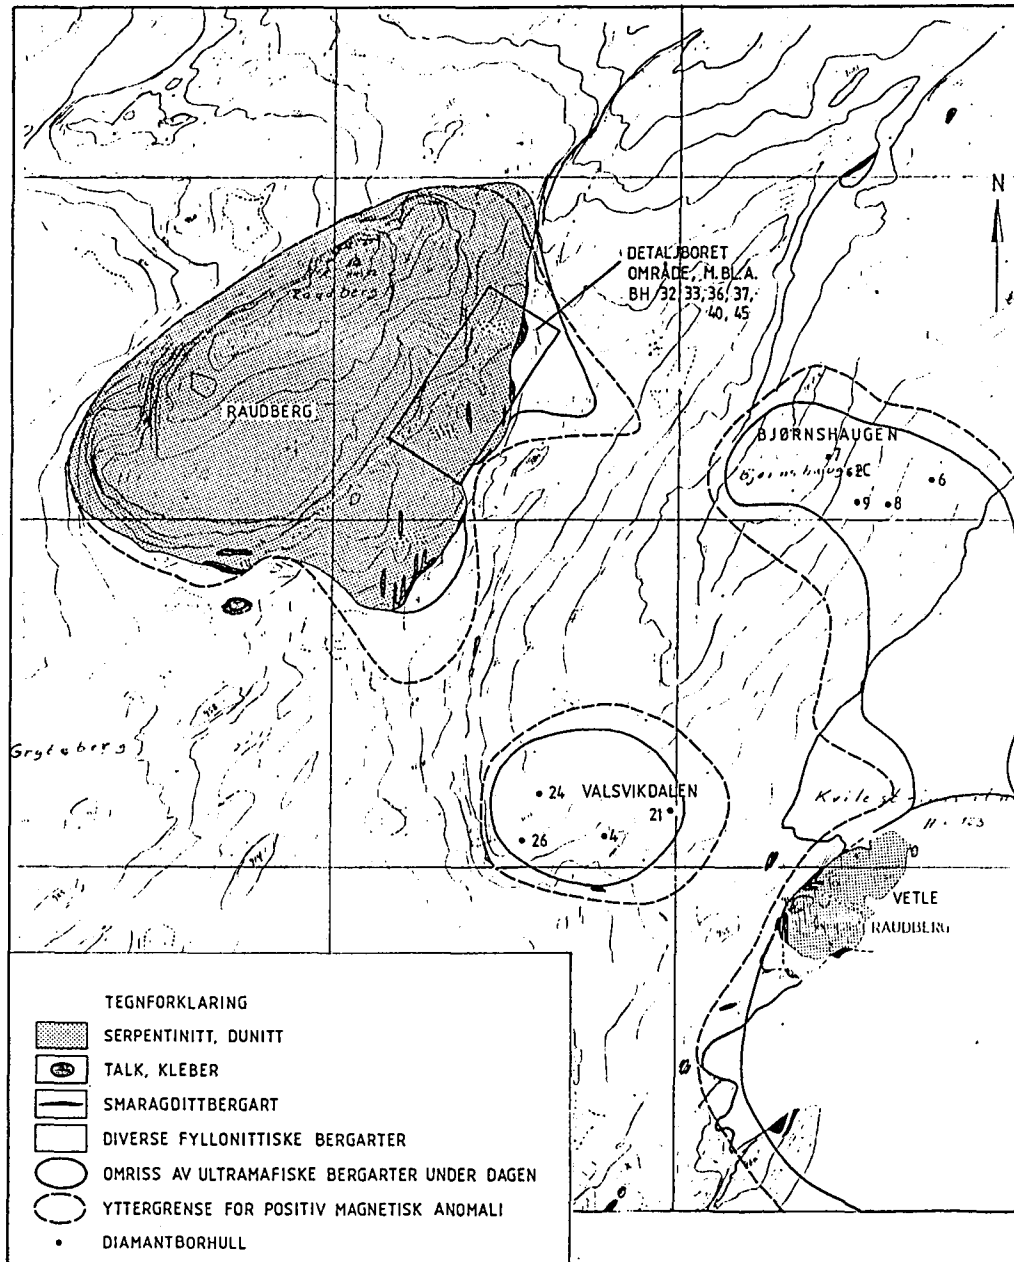 N
DETALJBORET
OMRÅDE, M.BL.A.
BH 32, 33, 36, 37,
40, 45
Raudberg
RAUDBERG
BJØRNSHAUGEN
7
6
9
8
Grytaberg
24
VALSVIKDALEN
21
26
4
VETLE
RAUDBERG
TEGNFORKLARING
SERPENTINITT, DUNITT
TALK, KLEBER
SMARAGDITTBERGART
DIVERSE FYLLONITTISKE BERGARTER
OMRISS AV ULTRAMAFISKE BERGARTER UNDER DAGEN
YTTERGRENSE FOR POSITIV MAGNETISK ANOMALI
DIAMANTBORHULL